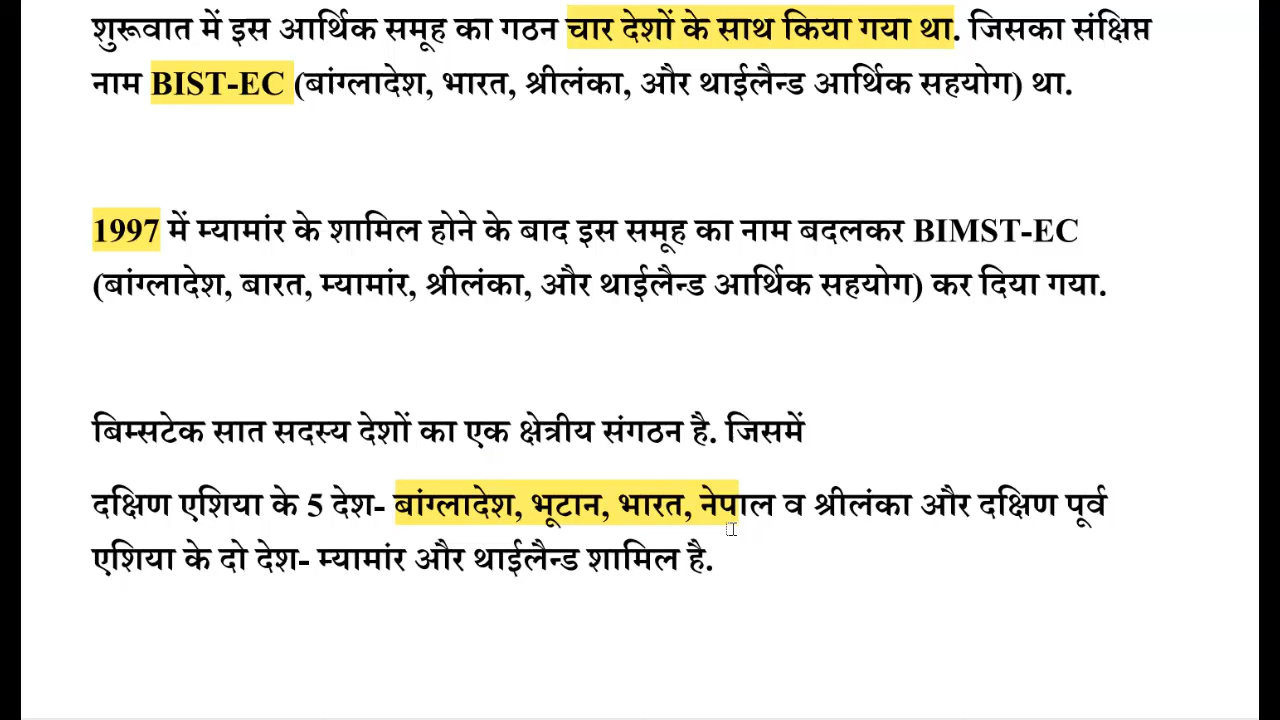 शुरूवात में इस आर्थिक समूह का गठन चार देशों के साथ किया गया था. जिसका संक्षिप्त
नाम BIST-EC (बांग्लादेश, भारत, श्रीलंका, और थाईलैन्ड आर्थिक सहयोग) था.
1997 में म्यामांर के शामिल होने के बाद इस समूह का नाम बदलकर BIMST-EC
(बांग्लादेश, बारत, म्यामांर, श्रीलंका, और थाईलैन्ड आर्थिक सहयोग) कर दिया गया.
बिम्सटेक सात सदस्य देशों का एक क्षेत्रीय संगठन है. जिसमें
दक्षिण एशिया के 5 देश- बांग्लादेश, भूटान, भारत, नेपाल व श्रीलंका और दक्षिण पूर्व
एशिया के दो देश- म्यामांर और थाईलैन्ड शामिल है.